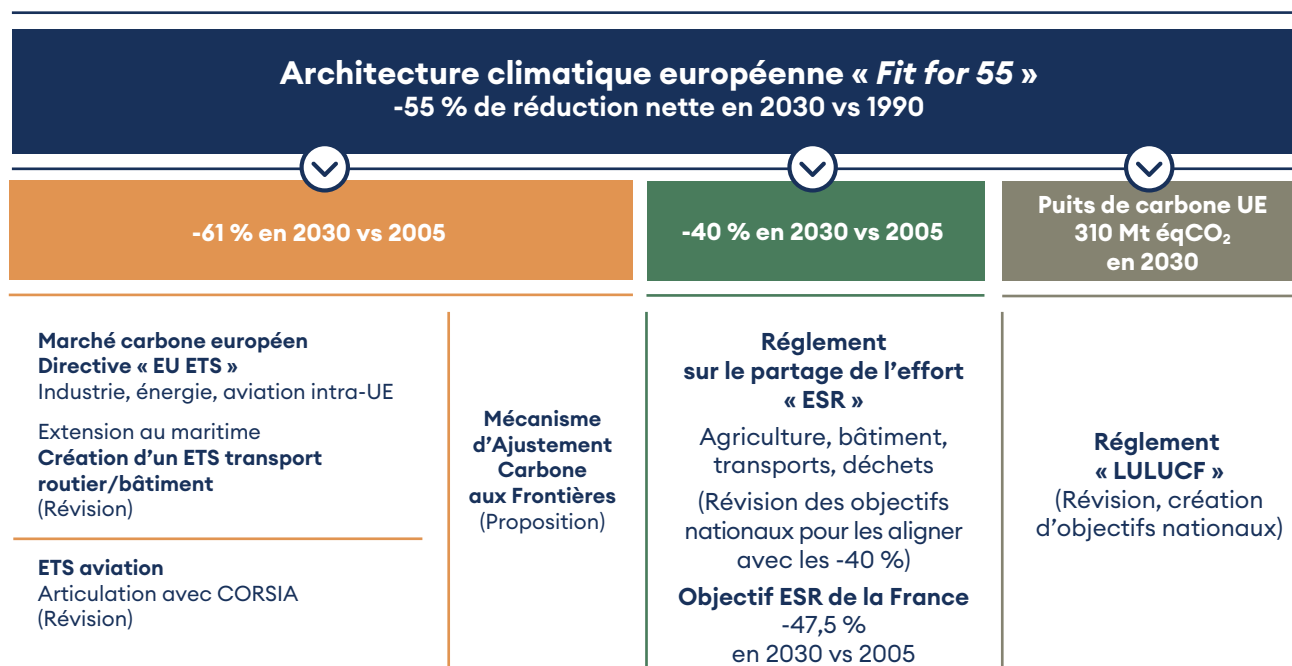 Architecture climatique européenne « Fit for 55 »
-55 % de réduction nette en 2030 vs 1990
-61 % en 2030 vs 2005
-40 % en 2030 vs 2005
Puits de carbone UE
310 Mt éqCO₂
en 2030
Marché carbone européen
Directive « EU ETS »
Industrie, énergie, aviation intra-UE
Extension au maritime
Création d'un ETS transport
routier/bâtiment
(Révision)
ETS aviation
Articulation avec CORSIA
(Révision)
Mécanisme
d'Ajustement
Carbone
aux Frontières
(Proposition)
Réglement
sur le partage de l'effort
« ESR »
Agriculture, bâtiment,
transports, déchets
(Révision des objectifs
nationaux pour les aligner
avec les -40 %)
Objectif ESR de la France
-47,5 %
en 2030 vs 2005
Réglement
« LULUCF »
(Révision, création
d'objectifs nationaux)